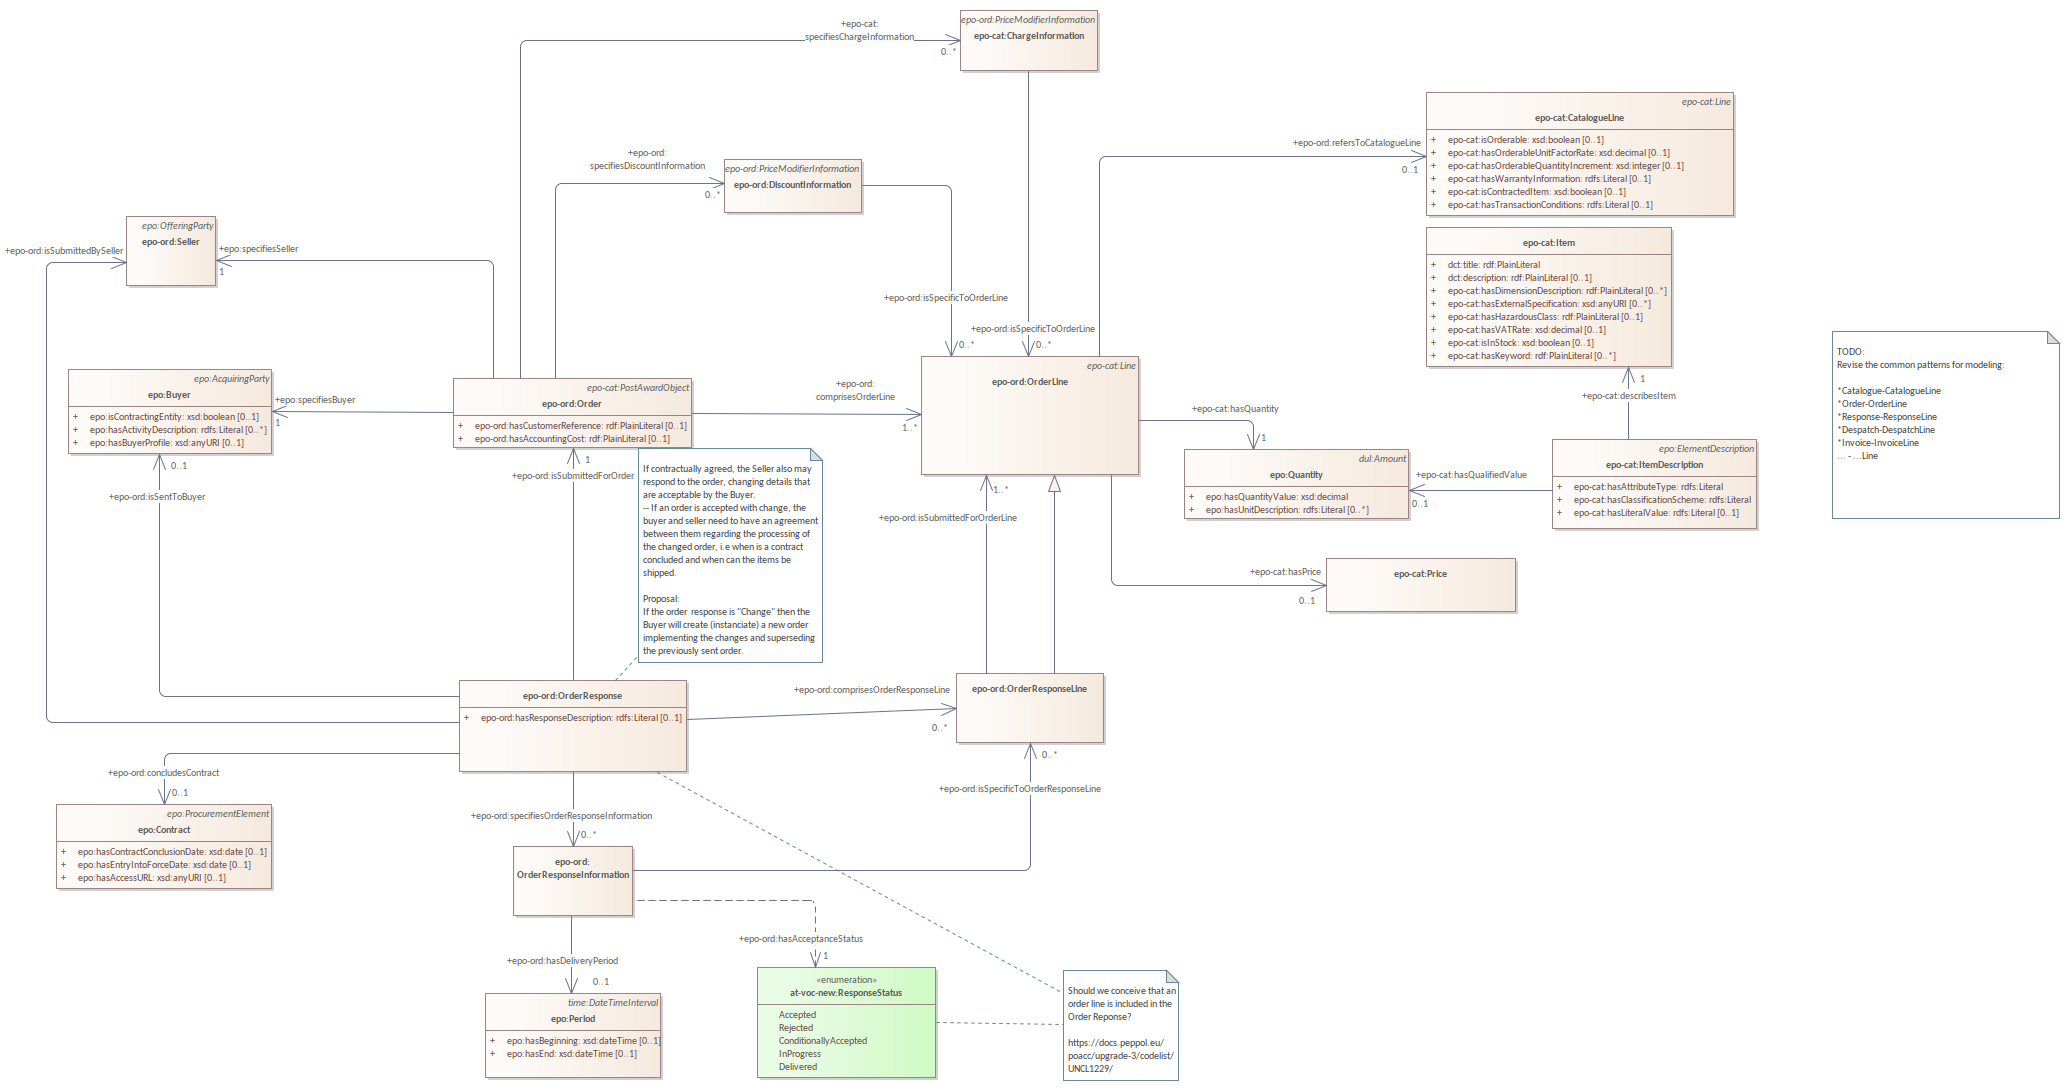 +epo-cat:
specifiesChargeInformation
0..*
epo-ord:PriceModifierInformation
epo-cat:ChargeInformation
+epo-ord:
specifiesDiscountInformation
0..*
epo-ord:PriceModifierInformation
epo-ord:DiscountInformation
+epo-ord:refersToCatalogueLine
0..1
epo-cat:Line
epo-cat:CatalogueLine
+ epo-cat:isOrderable: xsd:boolean [0..1]
+ epo-cat:hasOrderableUnitFactorRate: xsd:decimal [0..1]
+ epo-cat:hasOrderableQuantityIncrement: xsd:integer [0..1]
+ epo-cat:hasWarrantyInformation: rdfs:Literal [0..1]
+ epo-cat:isContractedItem: xsd:boolean [0..1]
+ epo-cat:hasTransactionConditions: rdfs:Literal [0..1]
+epo-ord:isSubmittedBySeller
epo:OfferingParty
epo-ord:Seller
+epo:specifiesSeller
1
epo-cat:Item
+ dct:title: rdf:PlainLiteral
+ dct:description: rdf:PlainLiteral [0..1]
+ epo-cat:hasDimensionDescription: rdf:PlainLiteral [0..*]
+ epo-cat:hasExternalSpecification: xsd:anyURI [0..*]
+ epo-cat:hasHazardousClass: rdf:PlainLiteral [0..1]
+ epo-cat:hasVATRate: xsd:decimal [0..1]
+ epo-cat:isInStock: xsd:boolean [0..1]
+ epo-cat:hasKeyword: rdf:PlainLiteral [0..*]
+epo-ord:isSpecificToOrderLine
0..*
+epo-ord:isSpecificToOrderLine
0..*
TODO:
Revise the common patterns for modeling:
*Catalogue-CatalogueLine
*Order-OrderLine
*Response-ResponseLine
*Despatch-DespatchLine
*Invoice-InvoiceLine
... - ...Line
epo:AcquiringParty
epo:Buyer
+ epo:isContractingEntity: xsd:boolean [0..1]
+ epo:hasActivityDescription: rdfs:Literal [0..*]
+ epo:hasBuyerProfile: xsd:anyURI [0..1]
+epo:specifiesBuyer
1
epo-cat:PostAwardObject
epo-ord:Order
+ epo-ord:hasCustomerReference: rdf:PlainLiteral [0..1]
+ epo-ord:hasAccountingCost: rdf:PlainLiteral [0..1]
+epo-ord:
comprisesOrderLine
1..*
epo-cat:Line
epo-ord:OrderLine
+epo-cat:hasQuantity
1
1
+epo-cat:describesItem
0..1
+epo-ord:isSentToBuyer
1
+epo-ord:isSubmittedForOrder
If contractually agreed, the Seller also may
respond to the order, changing details that
are acceptable by the Buyer.
-- If an order is accepted with change, the
buyer and seller need to have an agreement
between them regarding the processing of
the changed order, i.e when is a contract
concluded and when can the items be
shipped.
Proposal:
If the order  response is "Change" then the
Buyer will create (instanciate) a new order
implementing the changes and superseding
the previously sent order.
dul:Amount
epo:Quantity
+ epo:hasQuantityValue: xsd:decimal
+ epo:hasUnitDescription: rdfs:Literal [0..*]
+epo-cat:hasQualifiedValue
0..1
epo:ElementDescription
epo-cat:ItemDescription
+ epo-cat:hasAttributeType: rdfs:Literal
+ epo-cat:hasClassificationScheme: rdfs:Literal
+ epo-cat:hasLiteralValue: rdfs:Literal [0..1]
1..*
+epo-ord:isSubmittedForOrderLine
+epo-cat:hasPrice
0..1
epo-cat:Price
epo-ord:OrderResponse
+ epo-ord:hasResponseDescription: rdfs:Literal [0..1]
+epo-ord:comprisesOrderResponseLine
0..*
epo-ord:OrderResponseLine
0..*
+epo-ord:isSpecificToOrderResponseLine
+epo-ord:concludesContract
0..1
epo:ProcurementElement
epo:Contract
+ epo:hasContractConclusionDate: xsd:date [0..1]
+ epo:hasEntryIntoForceDate: xsd:date [0..1]
+ epo:hasAccessURL: xsd:anyURI [0..1]
+epo-ord:specifiesOrderResponseInformation
0..*
epo-ord:
OrderResponseInformation
+epo-ord:hasAcceptanceStatus
1
+epo-ord:hasDeliveryPeriod
0..1
time:DateTimeInterval
epo:Period
+ epo:hasBeginning: xsd:dateTime [0..1]
+ epo:hasEnd: xsd:dateTime [0..1]
«enumeration»
at-voc-new:ResponseStatus
Accepted
Rejected
ConditionallyAccepted
InProgress
Delivered
Should we conceive that an
order line is included in the
Order Reponse?
https://docs.peppol.eu/
poacc/upgrade-3/codelist/
UNCL1229/